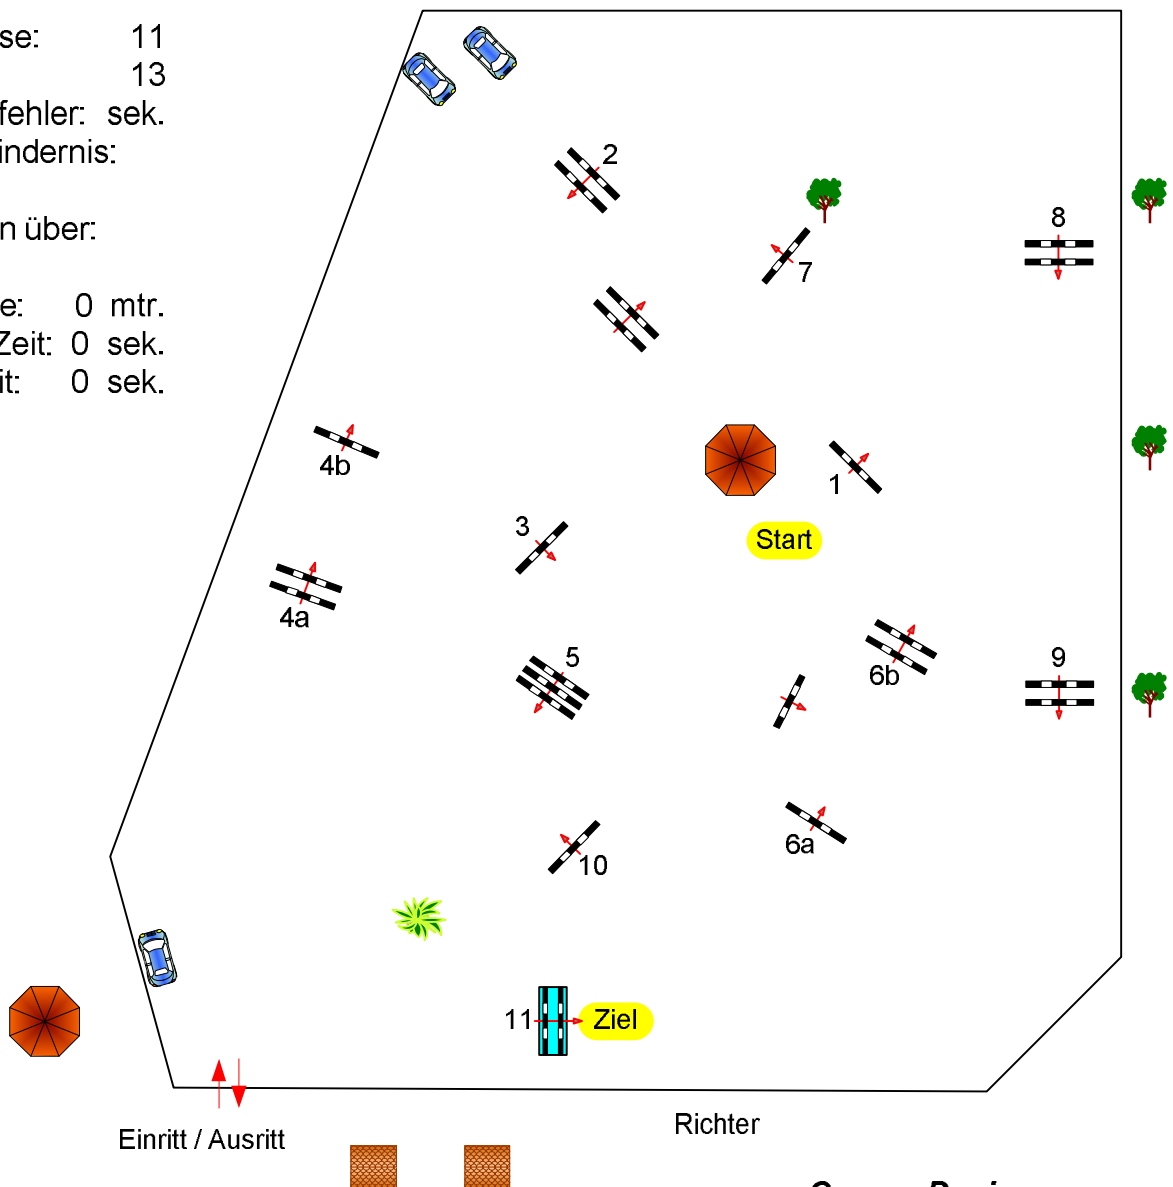 se: 11
13
fehler: sek.
indernis:
n über:
e: 0 mtr.
Zeit: 0 sek.
it: 0 sek.
2
7
8
4b
1
3
Start
4a
5
6b
9
6a
10
11
Ziel
Einritt / Ausritt
Richter